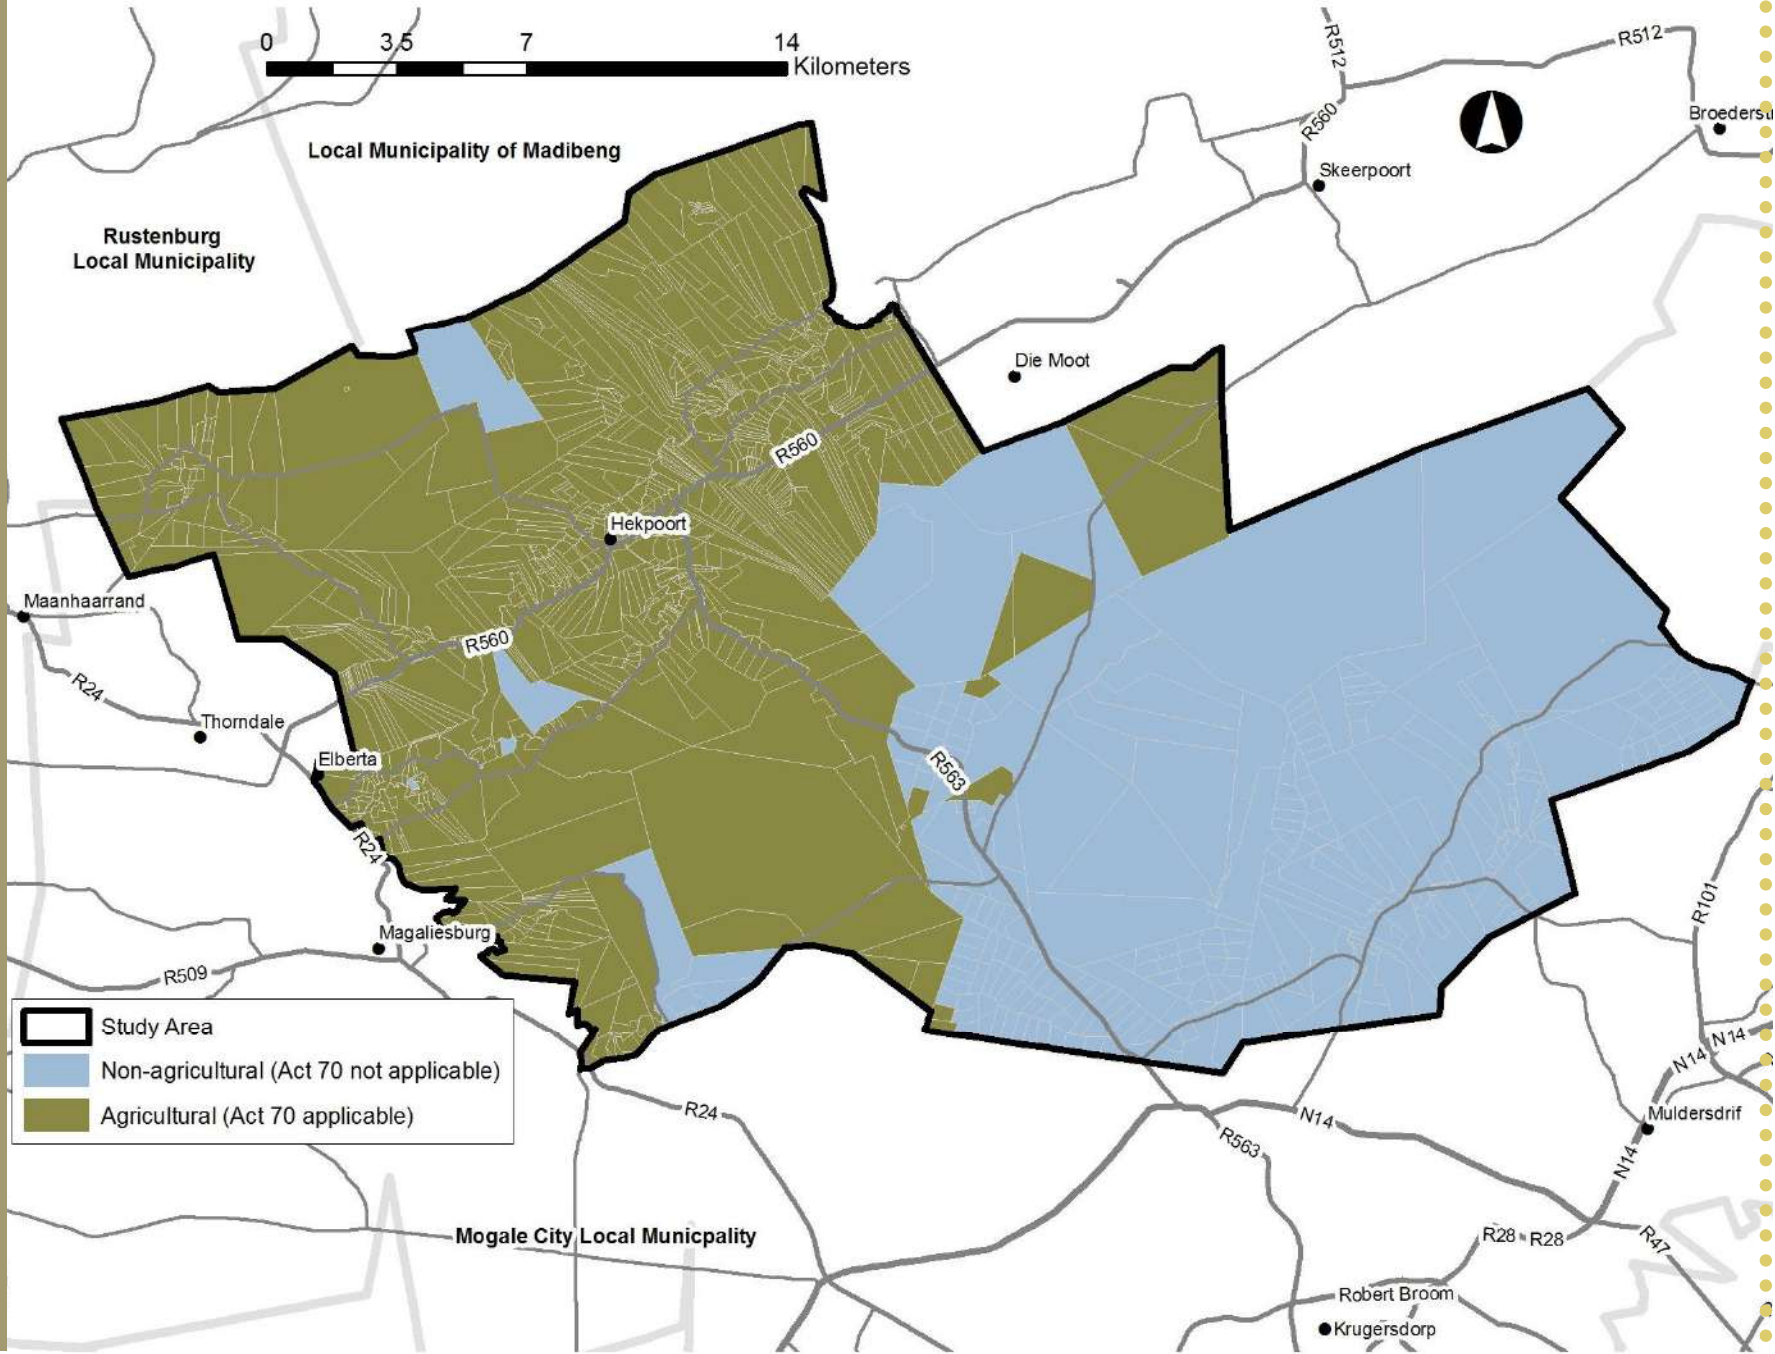 0 3.5 7 14
Kilometers
R512
R512
R560
Broederst
Skeerpoort
Local Municipality of Madibeng
Rustenburg
Local Municipality
Die Moot
R560
Hekpoort
Maanhaarrand
R560
R24
Thorndale
Elberta
R563
R24
Magaliesburg
R509
R101
Study Area
Non-agricultural (Act 70 not applicable)
Agricultural (Act 70 applicable)
N14
N14
R24
N14
Muldersdrif
R563
N14
Mogale City Local Municpality
R28
R28
R47
Robert Broom
Krugersdorp